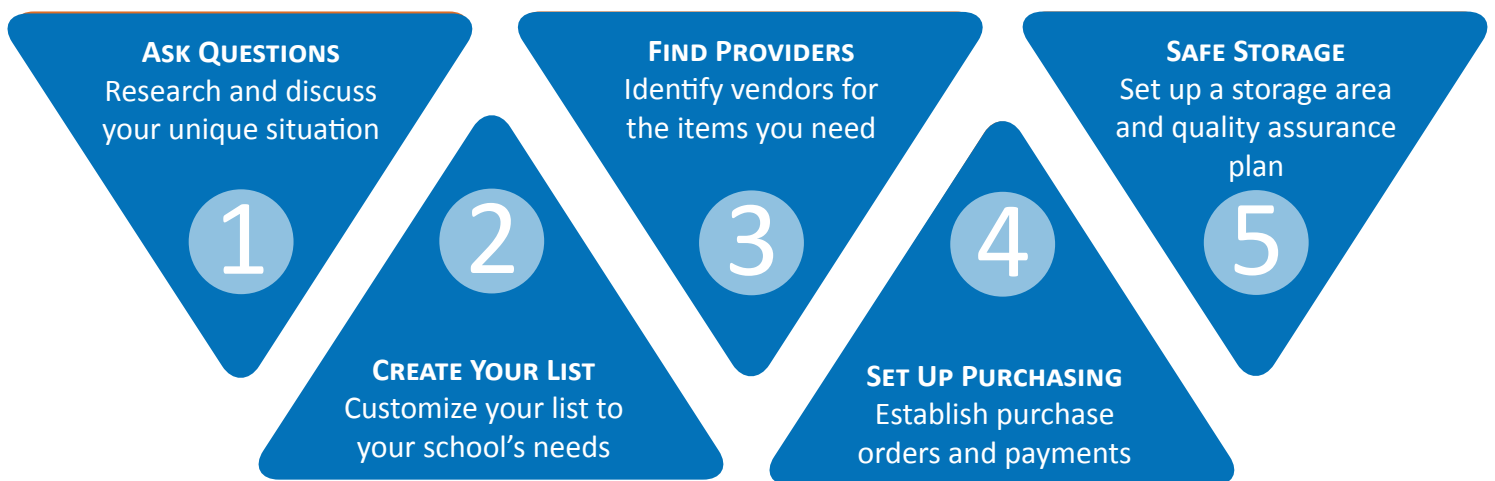 ASK QUESTIONS
Research and discuss
your unique situation
1
2
CREATE YOUR LIST
Customize your list to
your school's needs
FIND PROVIDERS
Identify vendors for
the items you need
3
4
SET UP PURCHASING
Establish purchase
orders and payments
SAFE STORAGE
Set up a storage area
and quality assurance
plan
5